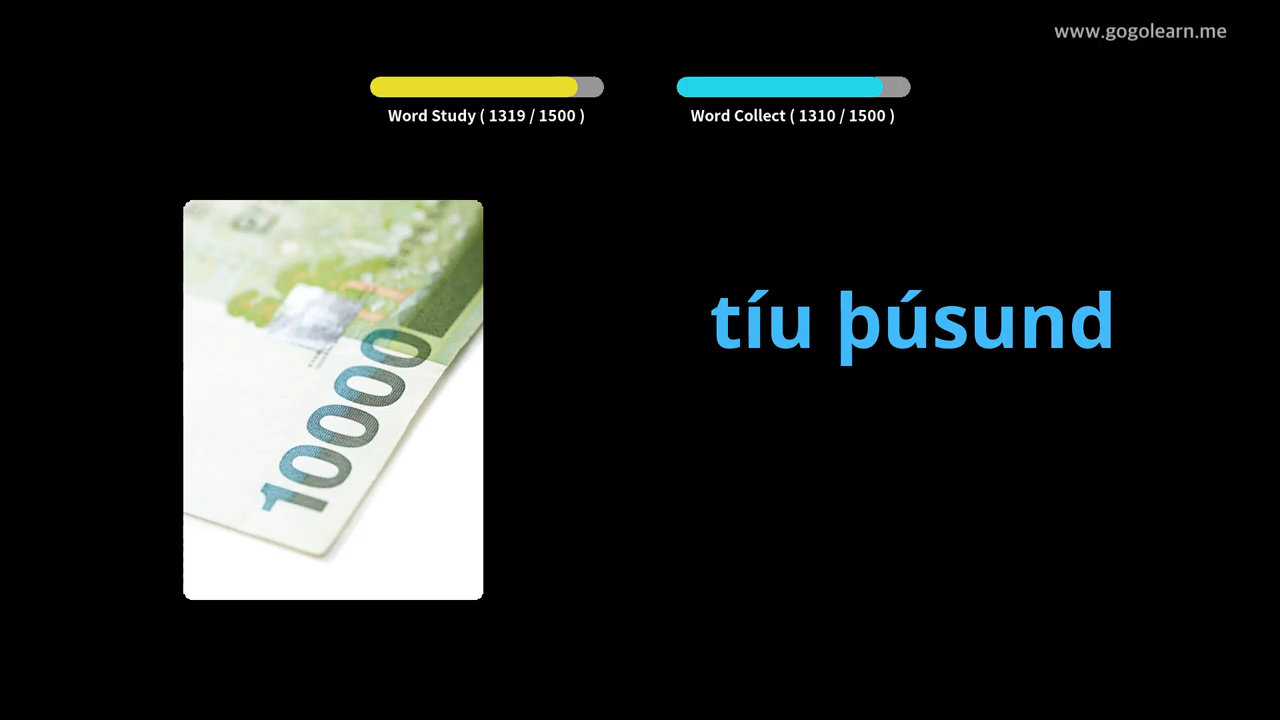 www.gogolearn.me
Word Study ( 1319 / 1500 )
Word Collect ( 1310 / 1500 )
tíu þúsund
10000